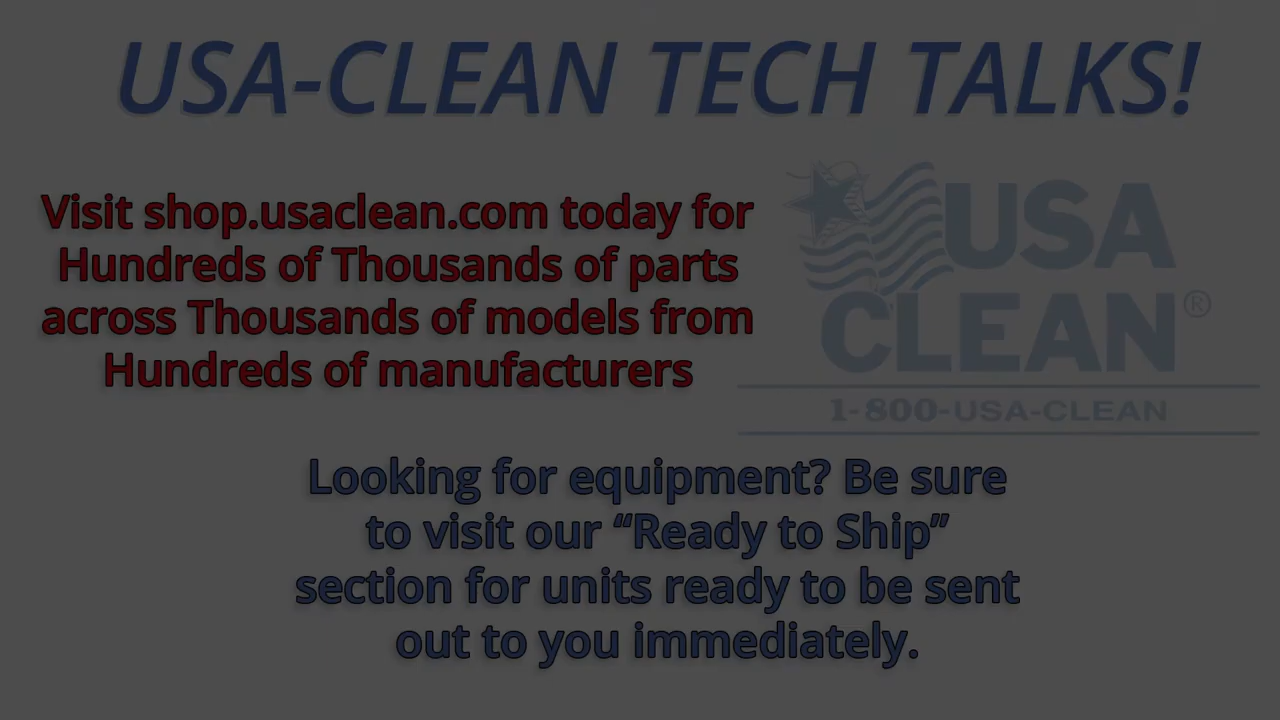 USA-CLEAN TECH TALKS!
Visit shop.usaclean.com today for
Hundreds of Thousands of parts
across Thousands of models from
Hundreds of manufacturers
USA
CLEAN®
1-800-USA-CLEAN
Looking for equipment? Be sure
to visit our “Ready to Ship”
section for units ready to be sent
out to you immediately.